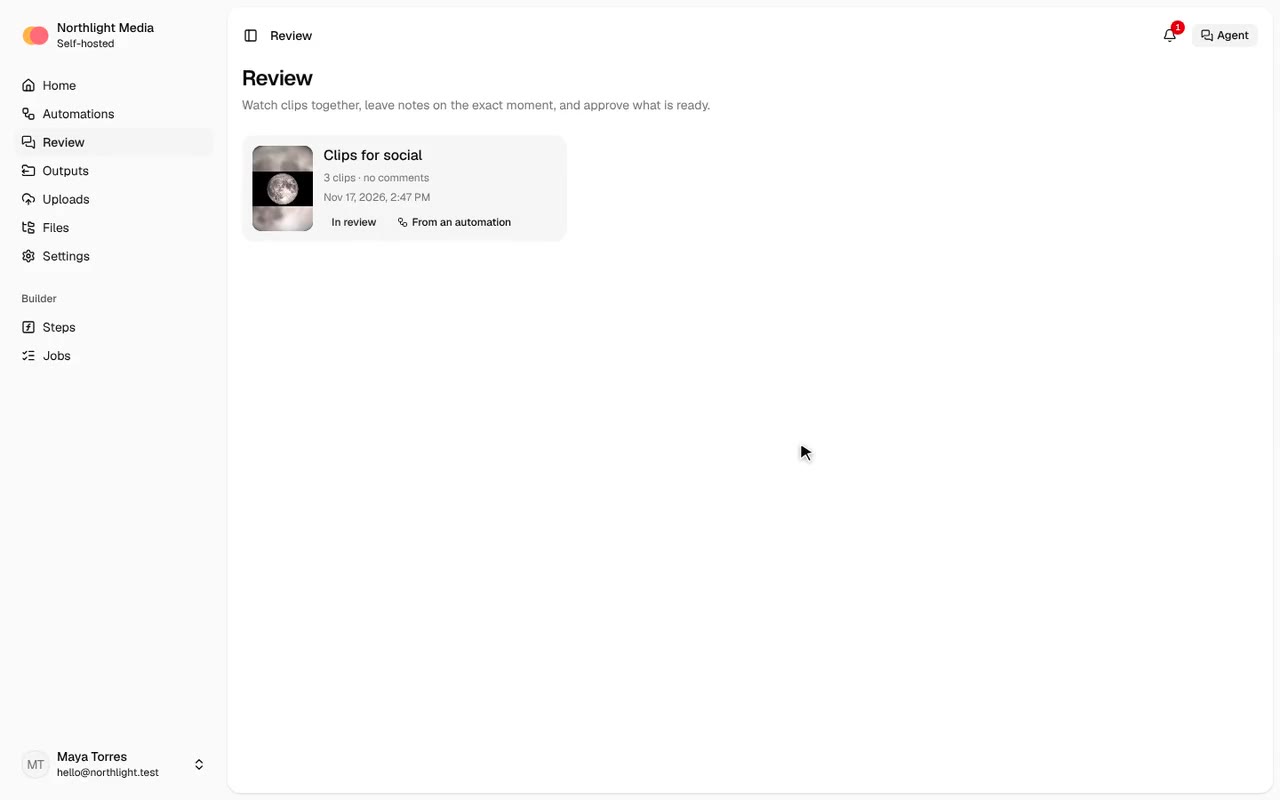 Northlight Media
Self-hosted
Home
Automations
Review
Outputs
Uploads
Files
Settings
Builder
Steps
Jobs
Maya Torres
hello@northlight.test
MT
Review
1
Agent
Review
Watch clips together, leave notes on the exact moment, and approve what is ready.
Clips for social
3 clips · no comments
Nov 17, 2026, 2:47 PM
In review
From an automation